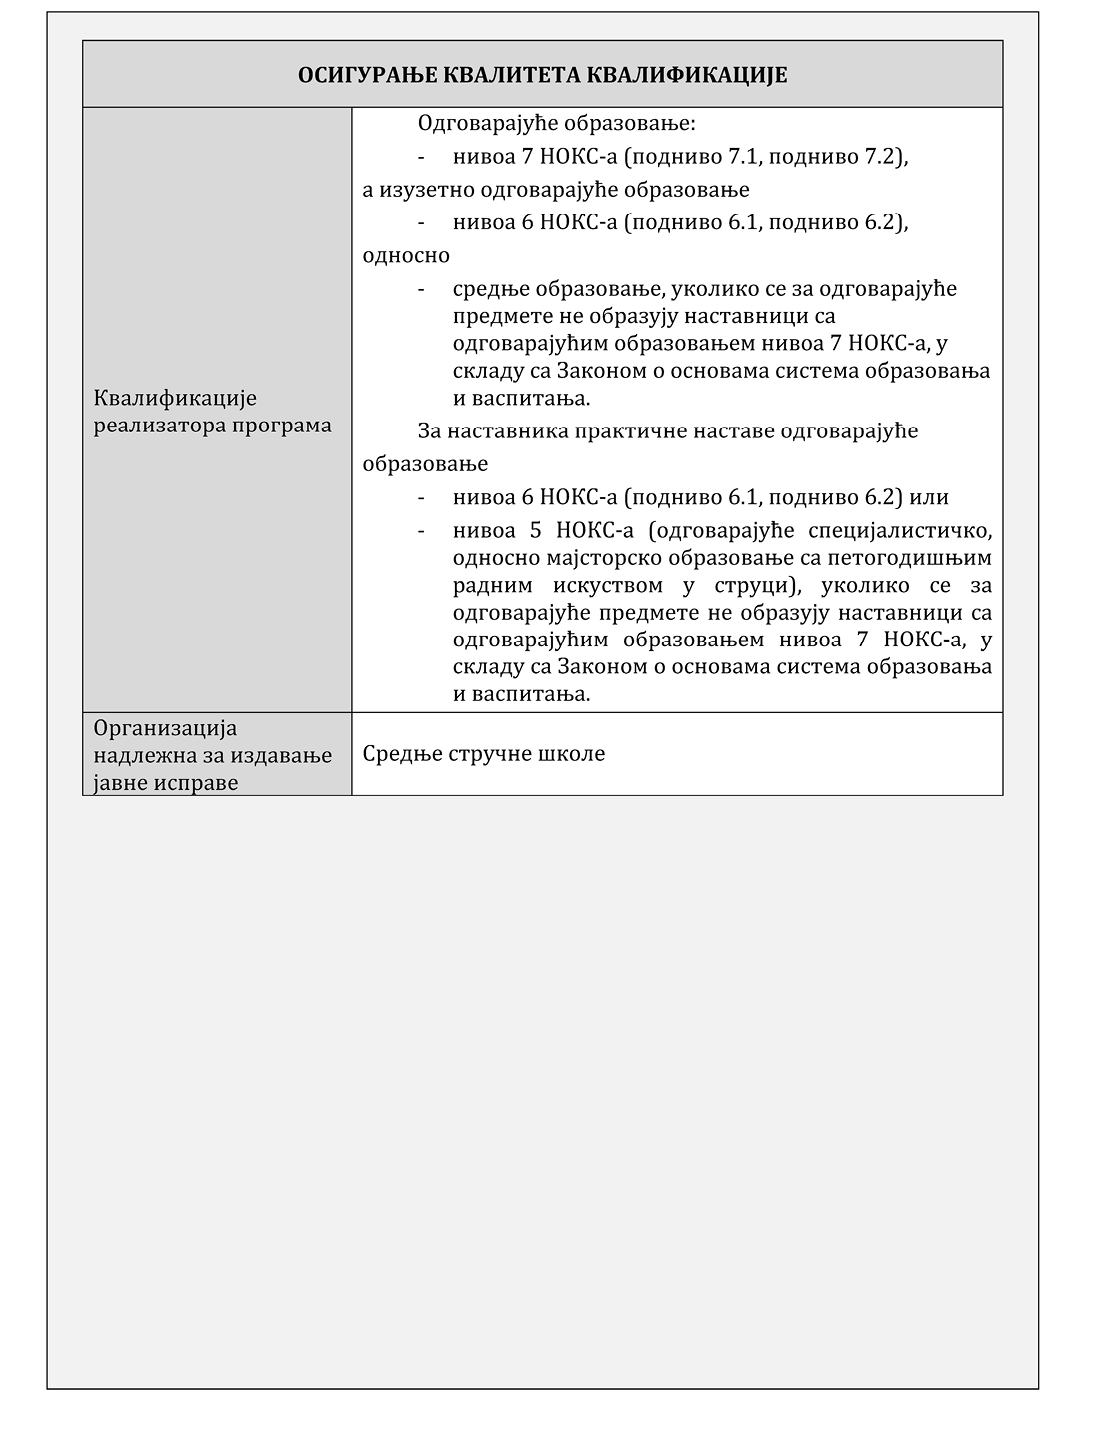 ОСИГУРАЊЕ КВАЛИТЕТА КВАЛИФИКАЦИЈЕ
Квалификације
реализатора програма
Одговарајуће образовање:
- нивоа 7 НОКС-а (подниво 7.1, подниво 7.2),
а изузетно одговарајуће образовање
- нивоа 6 НОКС-а (подниво 6.1, подниво 6.2),
односно
- средње образовање, уколико се за одговарајуће
предмете не образују наставници са
одговарајућим образовањем нивоа 7 НОКС-а, у
складу са Законом о основама система образовања
и васпитања.
За наставника практичне наставе одговарајуће
образовање
- нивоа 6 НОКС-а (подниво 6.1, подниво 6.2) или
- нивоа 5 НОКС-а (одговарајуће специјалистичко,
односно мајсторско образовање са петогодишњим
радним искуством у струци), уколико се за
одговарајуће предмете не образују наставници са
одговарајућим образовањем нивоа 7 НОКС-а, у
складу са Законом о основама система образовања
и васпитања.
Организација
надлежна за издавање
јавне исправе
Средње стручне школе